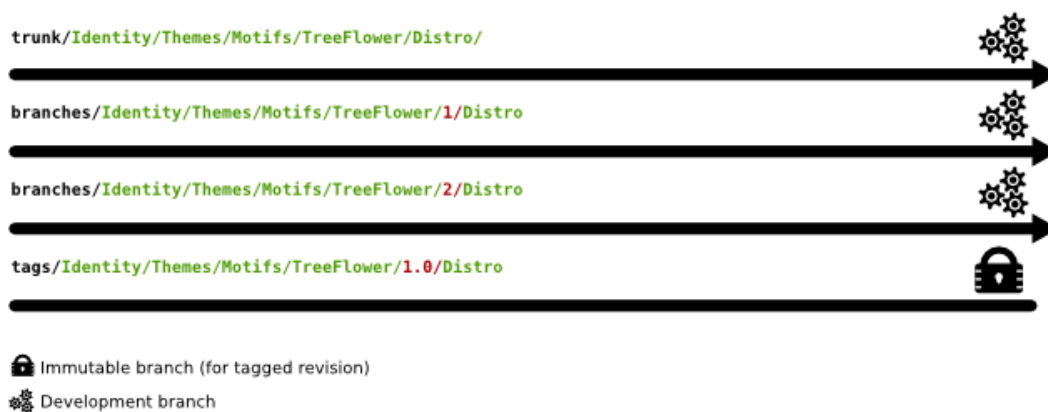 trunk/Identity/Themes/Motifs/TreeFlower/Distro/
branches/Identity/Themes/Motifs/TreeFlower/1/Distro
branches/Identity/Themes/Motifs/TreeFlower/2/Distro
tags/Identity/Themes/Motifs/TreeFlower/1.0/Distro
Immutable branch (for tagged revision)
Development branch